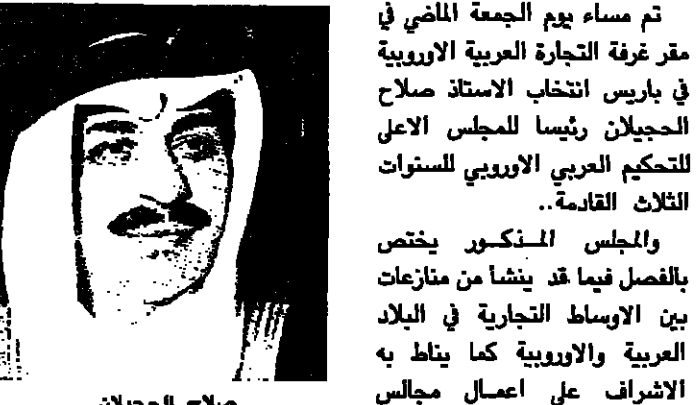 تم مساء يوم الجمعة الماضي في
مقر غرفة التجارة العربية الاوروبية
في باريس انتخاب الاستاذ صلاح
الحجيلان رئيسا للمجلس الاعلى
للتحكيم العربي الاوروبي للسنوات
الثلاث القادمة..
والمجلس المذكور يختص
بالفصل فيما قد ينشأ من منازعات
بين الاوساط التجارية في البلاد
العربية والاوروبية كما يناط به
الاشراف على اعمال مجالس
صلاح الحجيلان